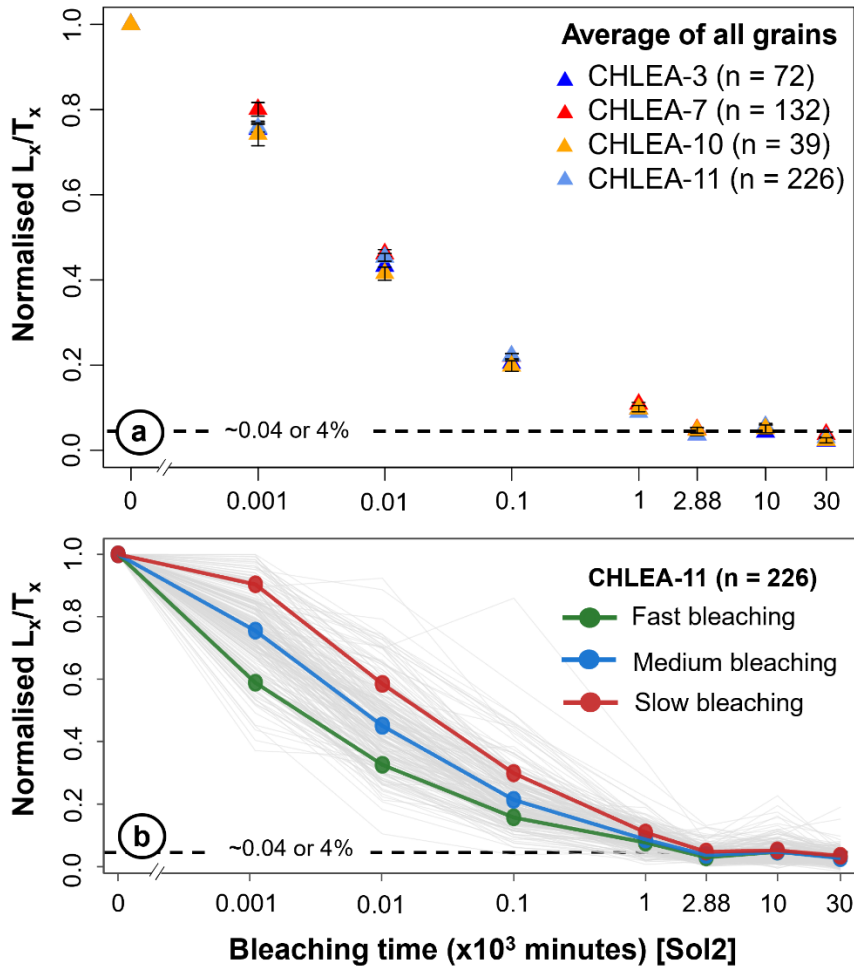 Normalised Lx/Tx
1.0
0.8
0.6
0.4
0.2
0.0
Average of all grains
CHLEA-3 (n = 72)
CHLEA-7 (n = 132)
CHLEA-10 (n = 39)
CHLEA-11 (n = 226)
a
~0.04 or 4%
0 0.001 0.01 0.1 1 2.88 10 30
Normalised Lx/Tx
1.0
0.8
0.6
0.4
0.2
0.0
CHLEA-11 (n = 226)
Fast bleaching
Medium bleaching
Slow bleaching
b
~0.04 or 4%
0 0.001 0.01 0.1 1 2.88 10 30
Bleaching time (x10³ minutes) [Sol2]